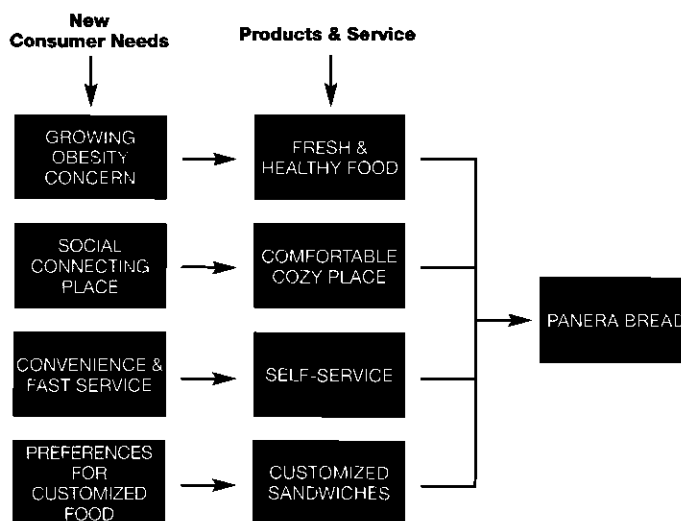 New
Consumer Needs
Products & Service
GROWING
OBESITY
CONCERN
FRESH &
HEALTHY FOOD
SOCIAL
CONNECTING
PLACE
COMFORTABLE
COZY PLACE
PANERA BREAD
CONVENIENCE &
FAST SERVICE
SELF-SERVICE
PREFERENCES
FOR
CUSTOMIZED
FOOD
CUSTOMIZED
SANDWICHES